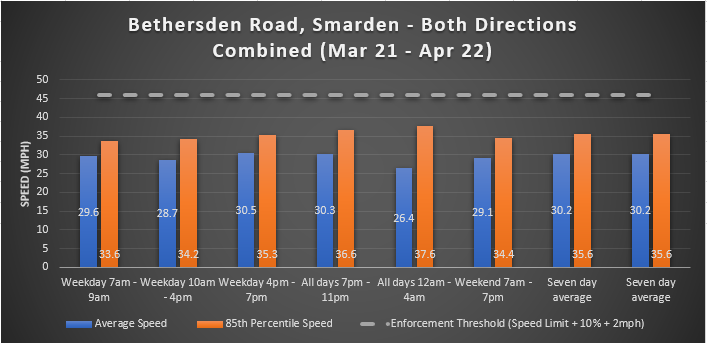 Bethersden Road, Smarden - Both Directions
Combined (Mar 21 - Apr 22)
50
45
40
35
30
25
20
15
10
5
0
SPEED (MPH)
29.6
33.6
28.7
34.2
30.5
35.3
30.3
36.6
26.4
37.6
29.1
34.4
30.2
35.6
30.2
35.6
Weekday 7am -
9am
Weekday 10am
- 4pm
Weekday 4pm -
7pm
All days 7pm -
11pm
All days 12am -
4am
Weekend 7am -
7pm
Seven day
average
Seven day
average
Average Speed
85th Percentile Speed
Enforcement Threshold (Speed Limit + 10% + 2mph)